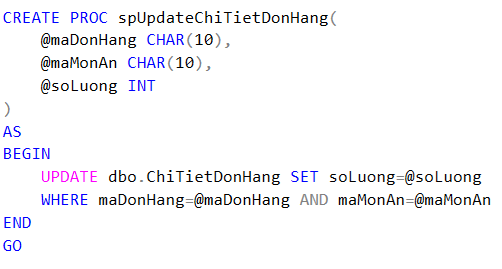 CREATE PROC spUpdateChiTietDonHang(
    @maDonHang CHAR(10),
    @maMonAn CHAR(10),
    @soLuong INT
)
AS
BEGIN
    UPDATE dbo.ChiTietDonHang SET soLuong=@soLuong
    WHERE maDonHang=@maDonHang AND maMonAn=@maMonAn
END
GO